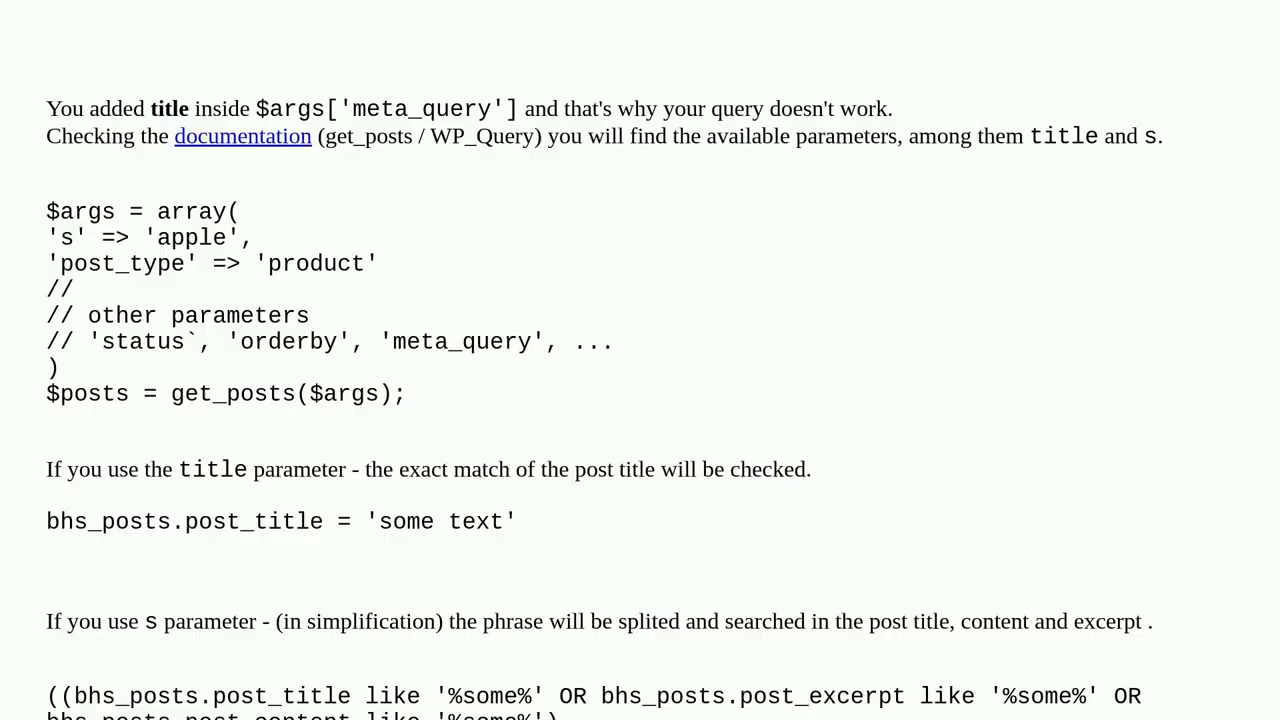 You added title inside $args['meta_query'] and that's why your query doesn't work.
Checking the documentation (get_posts / WP_Query) you will find the available parameters, among them title and s.
$args = array(
's' => 'apple',
'post_type' => 'product'
//
// other parameters
// 'status`, 'orderby', 'meta_query', ...
)
$posts = get_posts($args);
If you use the title parameter - the exact match of the post title will be checked.
bhs_posts.post_title = 'some text'
If you use s parameter - (in simplification) the phrase will be splited and searched in the post title, content and excerpt .
((bhs_posts.post_title like '%some%' OR bhs_posts.post_excerpt like '%some%' OR
bhs_posts.post_content like '%some%')